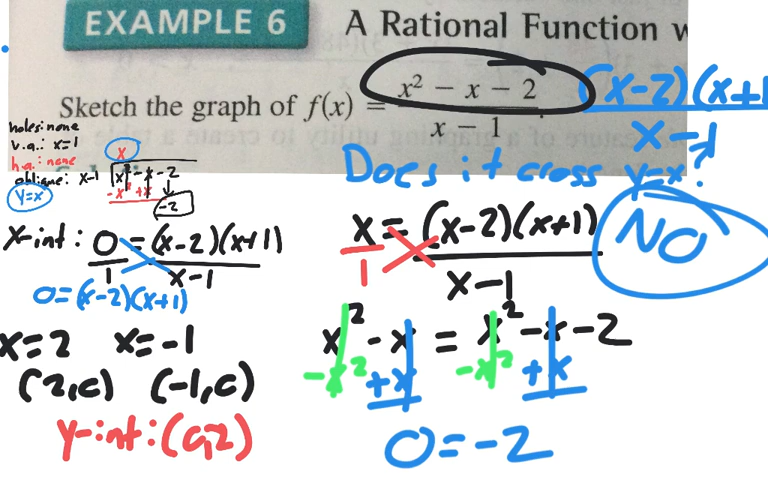 EXAMPLE 6 A Rational Function w
Sketch the graph of f(x) = (x² − x − 2)/(x − 1).
(x-2)(x+1
x-1
holes: none
v.a.: x=1
h.a.: none
oblique:
y=x
x
x-1 x²-x-2
-x²+x
-2
Does it cross y=x?
NO
x-int: 0/1 = (x-2)(x+1)/x-1
0=(x-2)(x+1)
x=2 x=-1
(2,0) (-1,0)
y-int: (0,2)
x/1 = (x-2)(x+1)/x-1
x²-x = x²-x-2
-x² +x -x² +x
0=-2